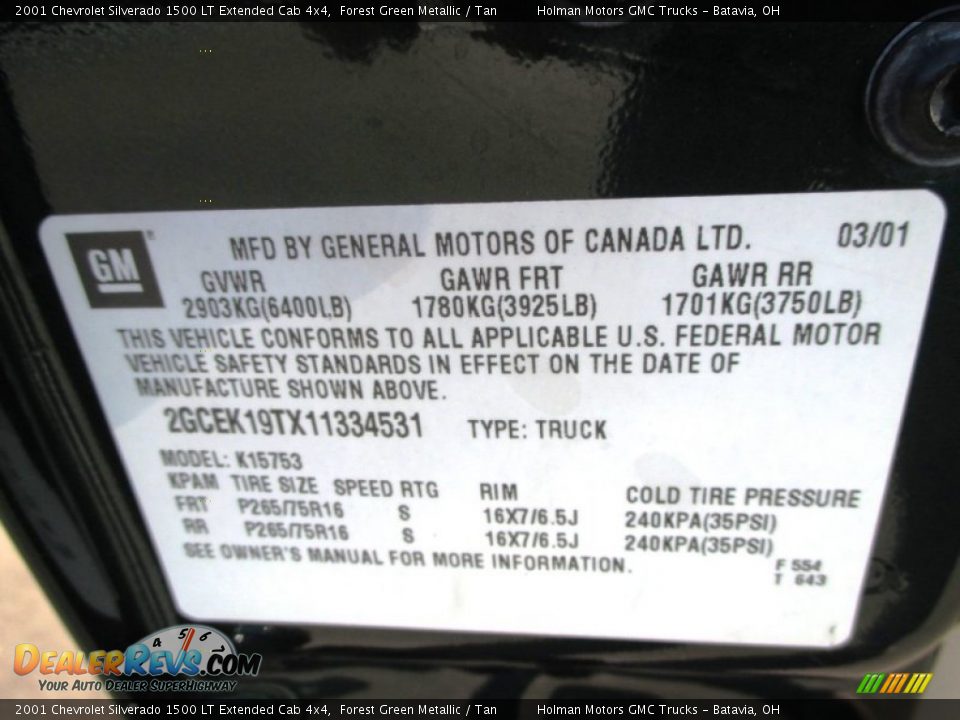 2001 Chevrolet Silverado 1500 LT Extended Cab 4x4, Forest Green Metallic / Tan Holman Motors GMC Trucks – Batavia, OH
GM MFD BY GENERAL MOTORS OF CANADA LTD. 03/01
GVWR GAWR FRT GAWR RR
2903KG(6400LB) 1780KG(3925LB) 1701KG(3750LB)
THIS VEHICLE CONFORMS TO ALL APPLICABLE U.S. FEDERAL MOTOR
VEHICLE SAFETY STANDARDS IN EFFECT ON THE DATE OF
MANUFACTURE SHOWN ABOVE.
2GCEK19TX11334531 TYPE: TRUCK
MODEL: K15753
KPAM TIRE SIZE SPEED RTG RIM COLD TIRE PRESSURE
FRT P265/75R16 S 16X7/6.5J 240KPA(35PSI)
RR P265/75R16 S 16X7/6.5J 240KPA(35PSI)
SEE OWNER'S MANUAL FOR MORE INFORMATION.
F 554
T 643
4 5 6
DealerRevs.com
Your Auto Dealer SuperHighway
2001 Chevrolet Silverado 1500 LT Extended Cab 4x4, Forest Green Metallic / Tan Holman Motors GMC Trucks – Batavia, OH